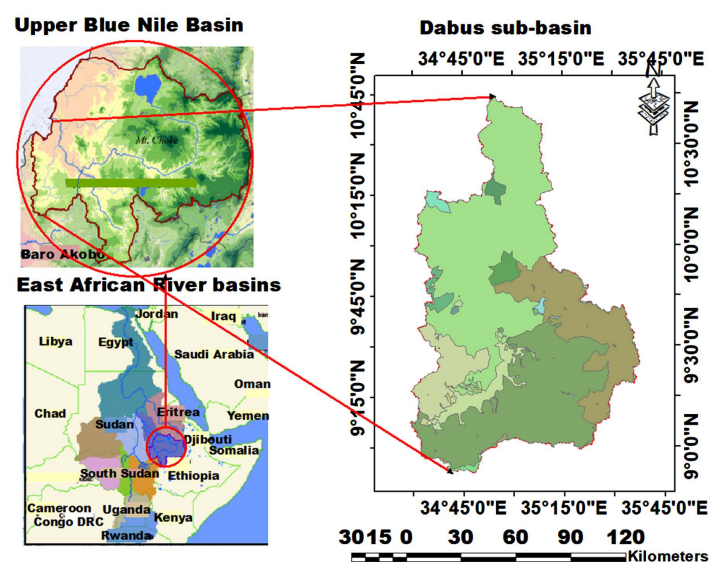 Upper Blue Nile Basin
Mt. Choke
Baro Akobo
East African River basins
Jordan
Iraq
Iran
Libya
Egypt
Saudi Arabia
Oman
Chad
Sudan
Eritrea
Yemen
Djibouti
Somalia
South Sudan
Ethiopia
Cameroon
Uganda
Congo DRC
Kenya
Rwanda
Dabus sub-basin
34°45'0"E 35°15'0"E 35°45'0"E
N
10°45'0"N
10°30'0"N
10°15'0"N
10°0'0"N
9°45'0"N
9°30'0"N
9°15'0"N
9°0'0"N
34°45'0"E 35°15'0"E 35°45'0"E
30 15 0 30 60 90 120
Kilometers